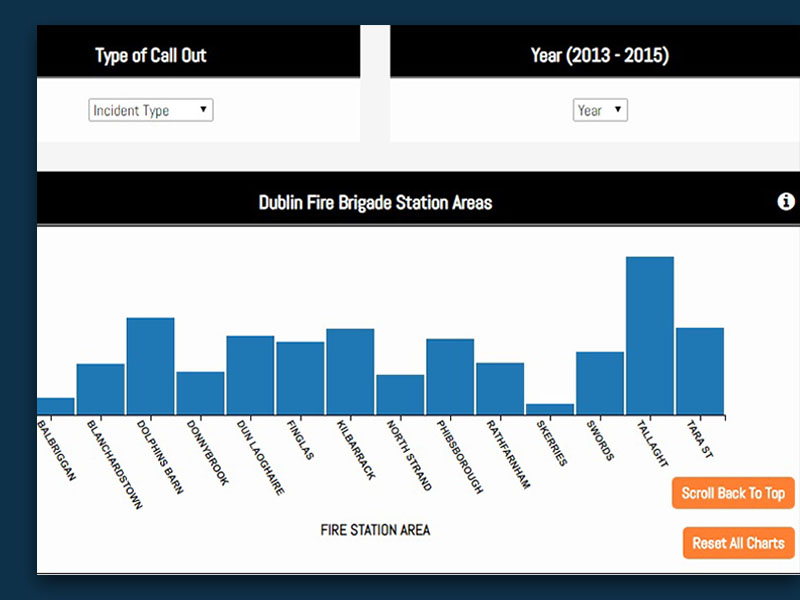 Type of Call Out
Year (2013 - 2015)
Incident Type
Year
Dublin Fire Brigade Station Areas
BALBRIGGAN
BLANCHARDSTOWN
DOLPHINS BARN
DONNYBROOK
DUN LAOGHAIRE
FINGLAS
KILBARRACK
NORTH STRAND
PHIBSBOROUGH
RATHFARNHAM
SKERRIES
SWORDS
TALLAGHT
TARA ST
Scroll Back To Top
FIRE STATION AREA
Reset All Charts